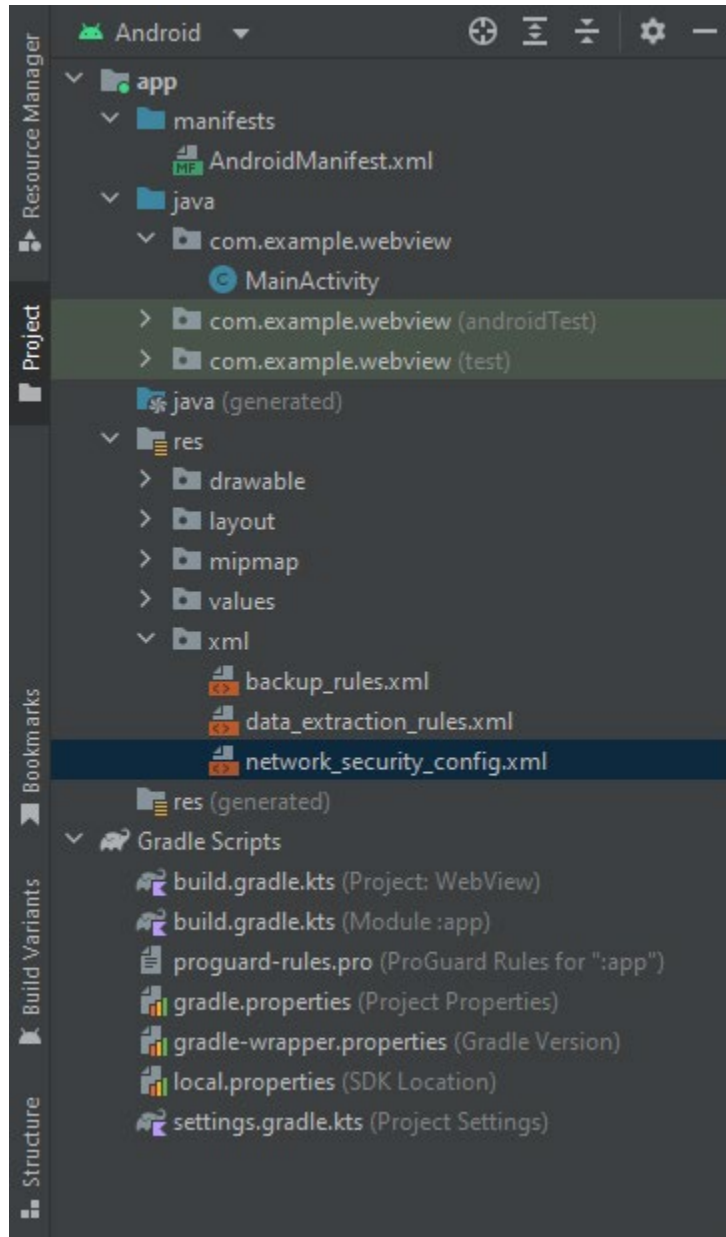 Android
app
manifests
MF AndroidManifest.xml
java
com.example.webview
C MainActivity
com.example.webview (androidTest)
com.example.webview (test)
java (generated)
res
drawable
layout
mipmap
values
xml
<> backup_rules.xml
<> data_extraction_rules.xml
<> network_security_config.xml
res (generated)
Gradle Scripts
build.gradle.kts (Project: WebView)
build.gradle.kts (Module :app)
proguard-rules.pro (ProGuard Rules for ":app")
gradle.properties (Project Properties)
gradle-wrapper.properties (Gradle Version)
local.properties (SDK Location)
settings.gradle.kts (Project Settings)
Resource Manager
Project
Bookmarks
Build Variants
Structure